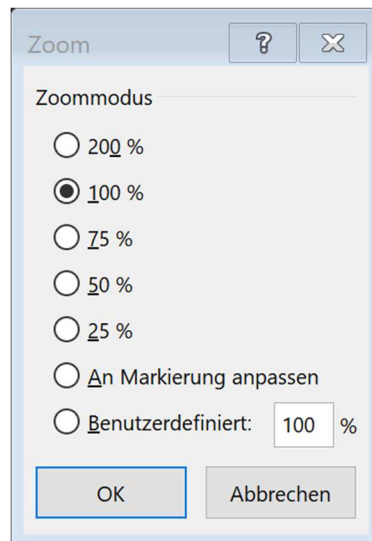 Zoom
Zoommodus
200 %
100 %
75 %
50 %
25 %
An Markierung anpassen
Benutzerdefiniert: 100 %
OK Abbrechen